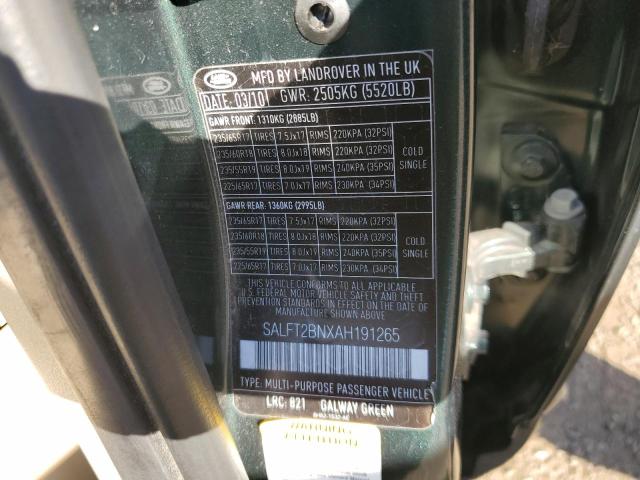 LAND ROVER
MFD BY LANDROVER IN THE UK
DATE: 03/10 GWR: 2505KG (5520LB)
GAWR FRONT: 1310KG (2885LB)
235/65R17 TIRES 7.5Jx17 RIMS 220KPA (32PSI)
235/60R18 TIRES 8.0Jx18 RIMS 220KPA (32PSI)
235/55R19 TIRES 8.0Jx19 RIMS 240KPA (35PSI)
225/65R17 TIRES 7.0Jx17 RIMS 230KPA (34PSI)
COLD
SINGLE
GAWR REAR: 1360KG (2995LB)
235/65R17 TIRES 7.5Jx17 RIMS 220KPA (32PSI)
235/60R18 TIRES 8.0Jx18 RIMS 220KPA (32PSI)
235/55R19 TIRES 8.0Jx19 RIMS 240KPA (35PSI)
225/65R17 TIRES 7.0Jx17 RIMS 230KPA (34PSI)
COLD
SINGLE
THIS VEHICLE CONFORMS TO ALL APPLICABLE
U.S. FEDERAL MOTOR VEHICLE SAFETY AND THEFT
PREVENTION STANDARDS IN EFFECT ON THE DATE OF
MANUFACTURE SHOWN ABOVE.
SALFT2BNXAH191265
TYPE: MULTI-PURPOSE PASSENGER VEHICLE
LRC: 821 GALWAY GREEN
WARNING
ATTENTION